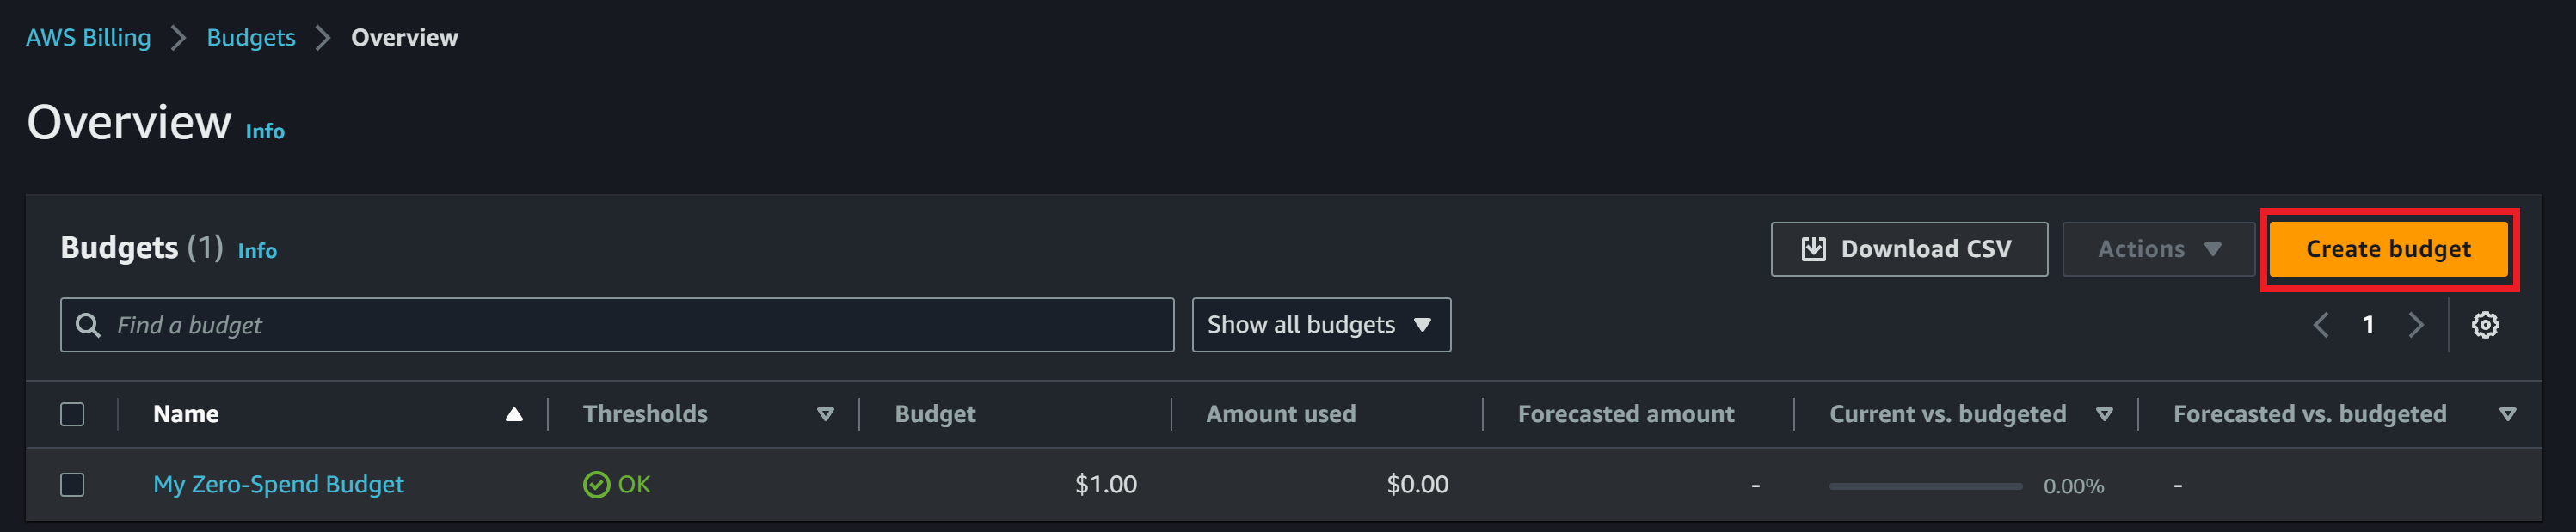 AWS Billing > Budgets > Overview
Overview Info
Budgets (1) Info
Download CSV Actions Create budget
Find a budget Show all budgets 1
Name Thresholds Budget Amount used Forecasted amount Current vs. budgeted Forecasted vs. budgeted
My Zero-Spend Budget OK $1.00 $0.00 - 0.00% -